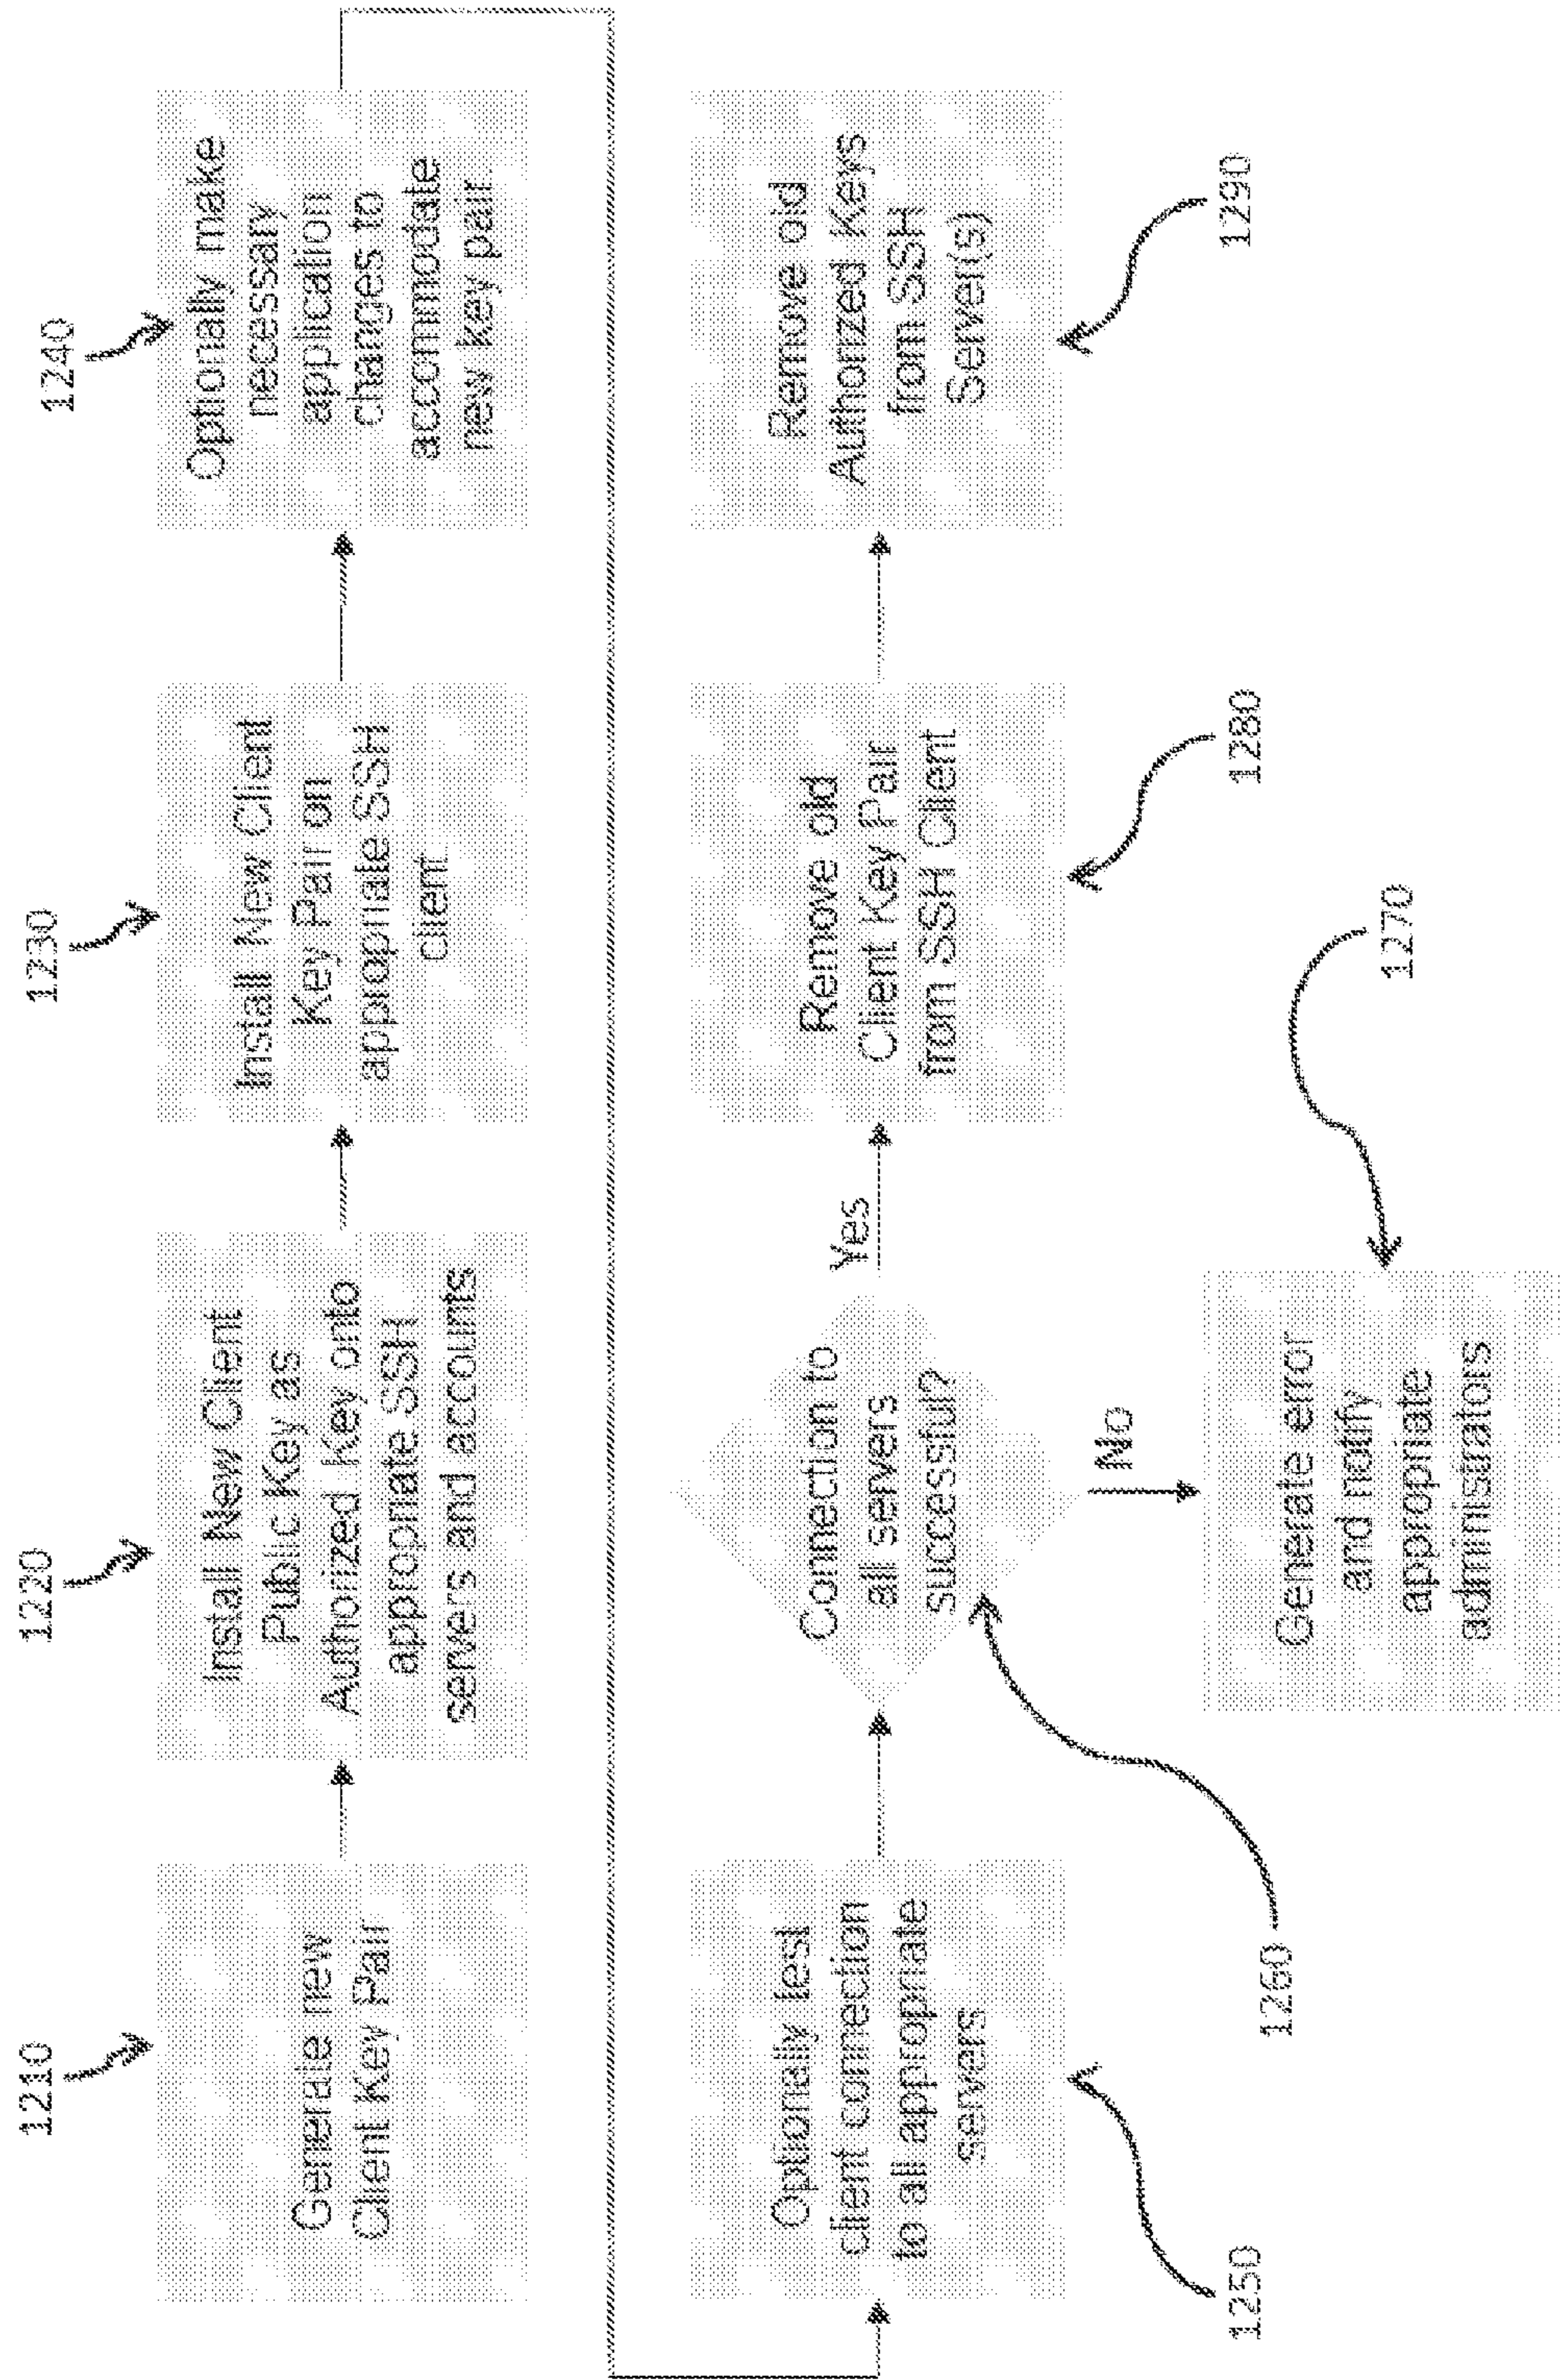 1210
Generate new
Client Key Pair
1220
Install New Client
Public Key as
Authorized Key onto
appropriate SSH
servers and accounts
1230
Install New Client
Key Pair on
appropriate SSH
client
1240
Optionally make
necessary
application
changes to
accommodate
new key pair.
1250
Optionally test
client connection
to all appropriate
servers
1260
Connection to
all servers
successful?
Yes
No
1270
Generate error
and notify
appropriate
administrators
1280
Remove old
Client Key Pair
from SSH Client
1290
Remove old
Authorized Keys
from SSH
Server(s)